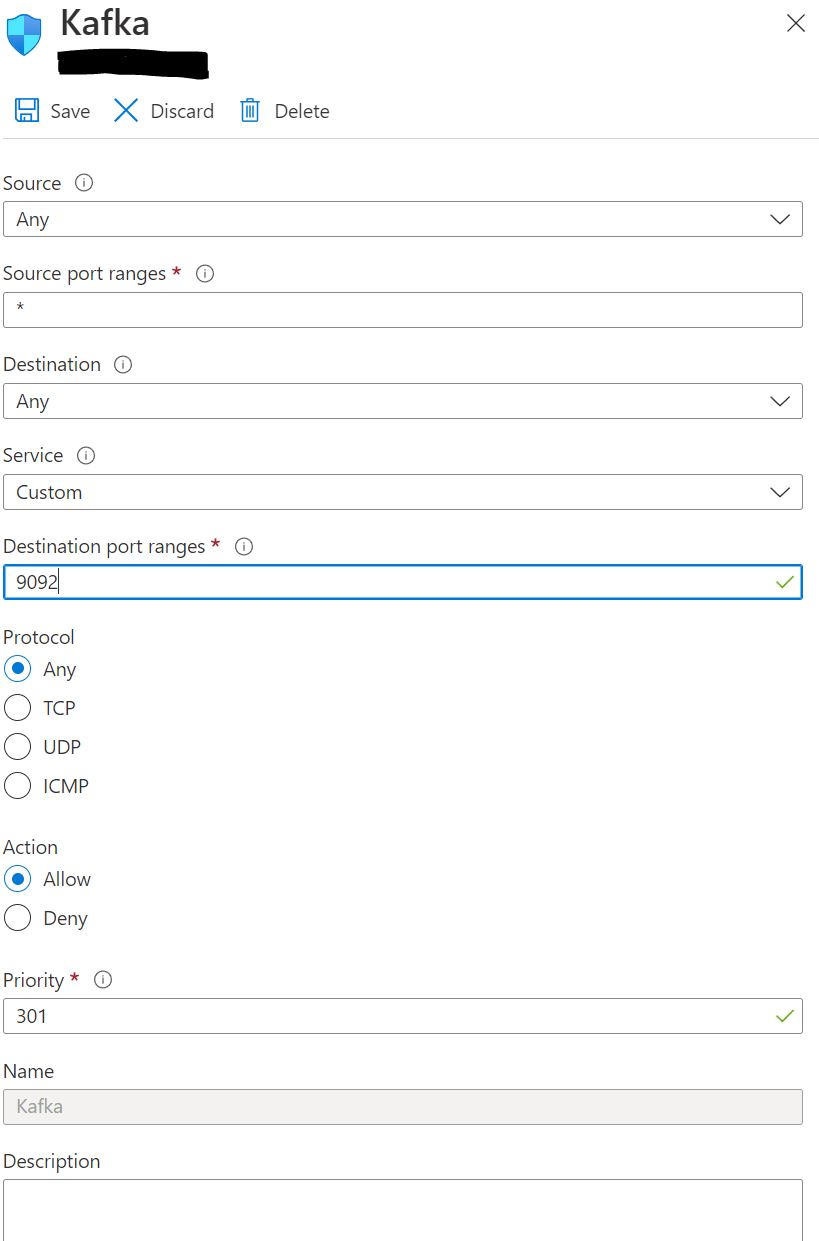 Kafka
Save Discard Delete
Source
Any
Source port ranges *
*
Destination
Any
Service
Custom
Destination port ranges *
9092
Protocol
Any
TCP
UDP
ICMP
Action
Allow
Deny
Priority *
301
Name
Kafka
Description